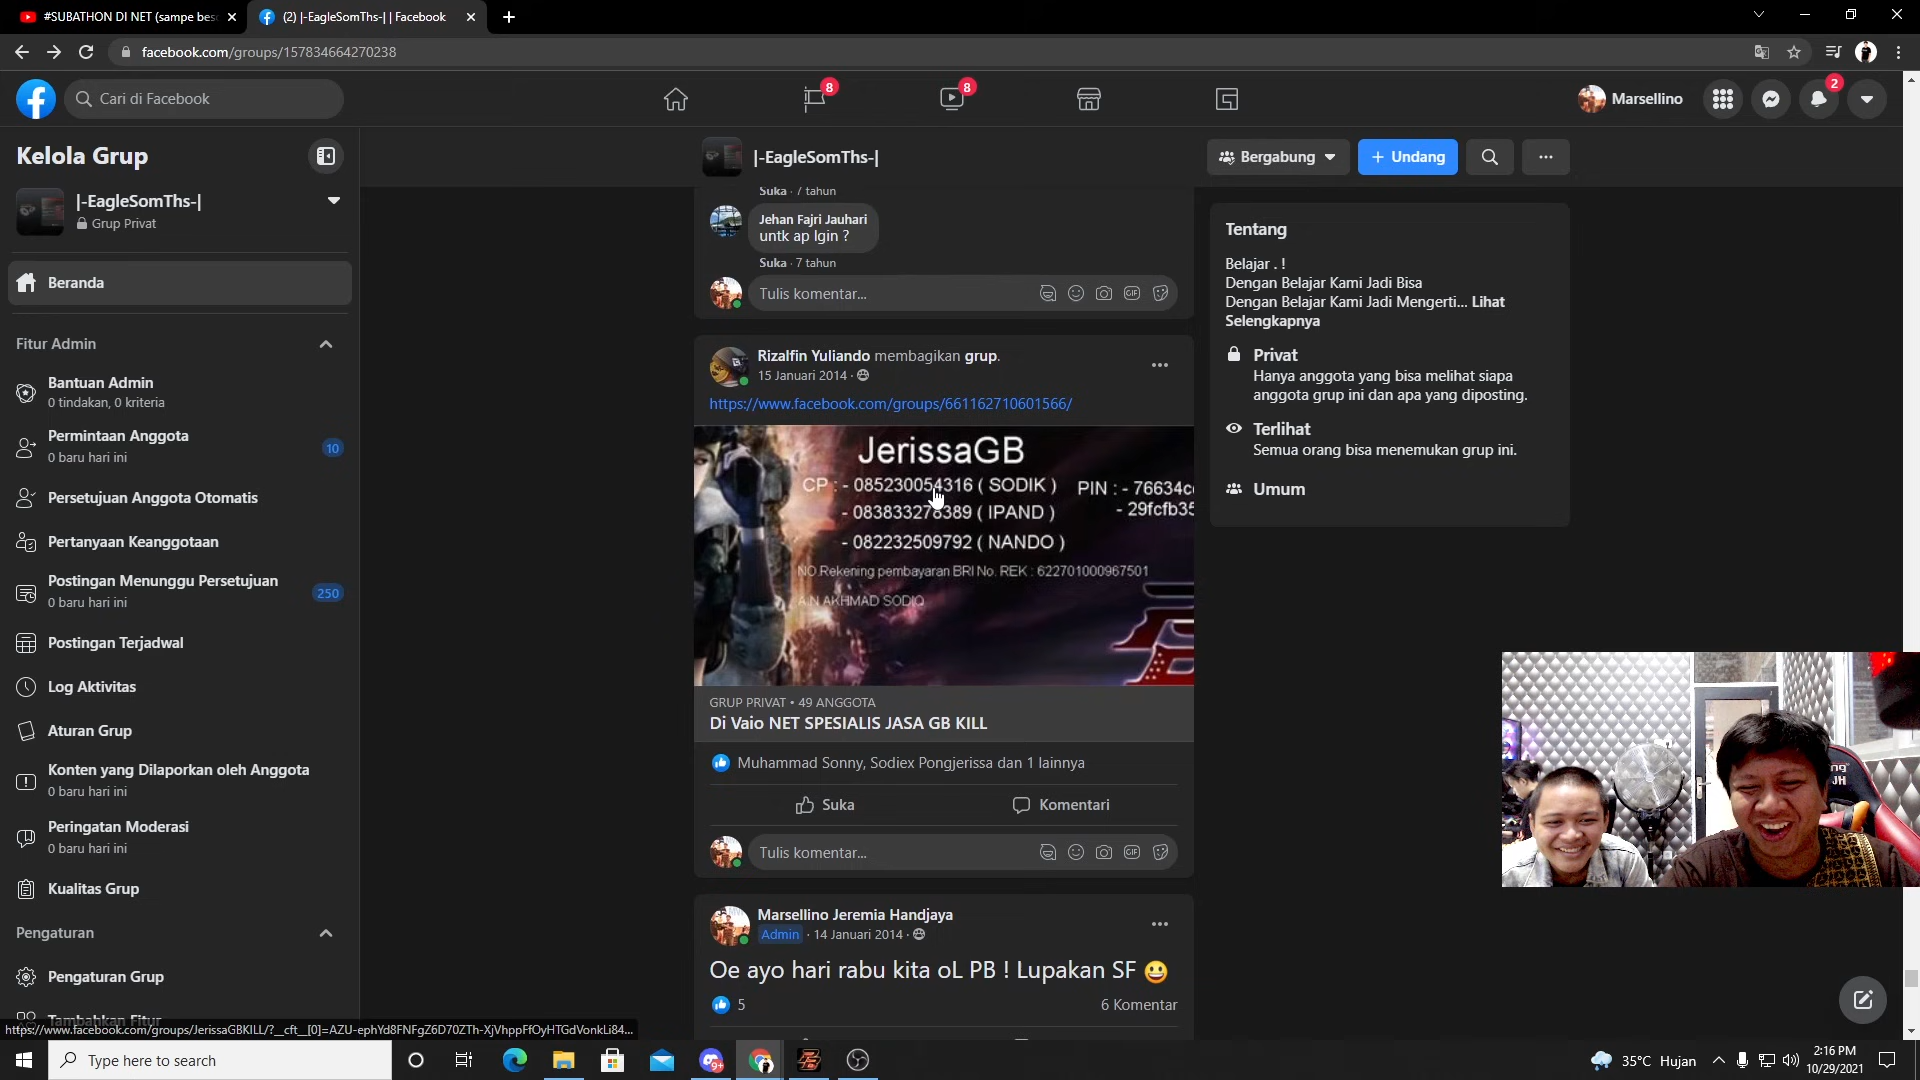 #SUBATHON DI NET (sampe bes
(2) |-EagleSomThs-| | Facebook
facebook.com/groups/157834664270238
Cari di Facebook
8
8
Marsellino
2
Kelola Grup
|-EagleSomThs-|
Grup Privat
Beranda
Fitur Admin
Bantuan Admin
0 tindakan, 0 kriteria
Permintaan Anggota
0 baru hari ini
10
Persetujuan Anggota Otomatis
Pertanyaan Keanggotaan
Postingan Menunggu Persetujuan
0 baru hari ini
250
Postingan Terjadwal
Log Aktivitas
Aturan Grup
Konten yang Dilaporkan oleh Anggota
0 baru hari ini
Peringatan Moderasi
0 baru hari ini
Kualitas Grup
Pengaturan
Pengaturan Grup
Tambahkan Fitur
https://www.facebook.com/groups/JerissaGBKILL/?__cft__[0]=AZU-ephYd8FNFgZ6D70ZTh-XjVhppFfOyHTGdVonkLi84...
|-EagleSomThs-|
Bergabung
+ Undang
Suka · 7 tahun
Jehan Fajri Jauhari
untk ap lgin ?
Suka · 7 tahun
Tulis komentar...
GIF
Rizalfin Yuliando membagikan grup.
15 Januari 2014 ·
https://www.facebook.com/groups/661162710601566/
JerissaGB
CP : - 085230054316 ( SODIK )
- 083833278389 ( IPAND )
- 082232509792 ( NANDO )
PIN : - 76634c
- 29fcfb35
NO.Rekening pembayaran BRI No. REK : 622701000967501
A.N AKHMAD SODIQ
GRUP PRIVAT • 49 ANGGOTA
Di Vaio NET SPESIALIS JASA GB KILL
Muhammad Sonny, Sodiex Pongjerissa dan 1 lainnya
Suka
Komentari
Tulis komentar...
GIF
Marsellino Jeremia Handjaya
Admin · 14 Januari 2014 ·
Oe ayo hari rabu kita oL PB ! Lupakan SF
5
6 Komentar
Tentang
Belajar . !
Dengan Belajar Kami Jadi Bisa
Dengan Belajar Kami Jadi Mengerti... Lihat
Selengkapnya
Privat
Hanya anggota yang bisa melihat siapa
anggota grup ini dan apa yang diposting.
Terlihat
Semua orang bisa menemukan grup ini.
Umum
JH
Type here to search
9+
35°C Hujan
2:16 PM
10/29/2021